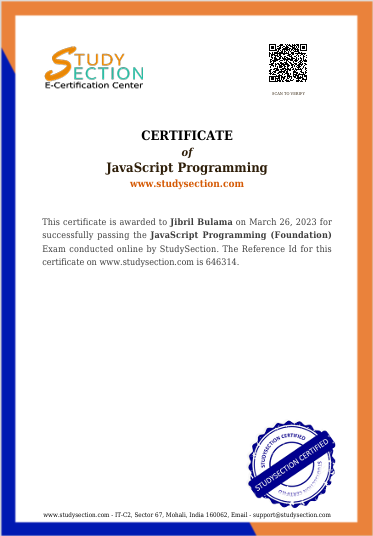 STUDY
SECTION
E-Certification Center
SCAN TO VERIFY
CERTIFICATE
of
JavaScript Programming
www.studysection.com
This certificate is awarded to Jibril Bulama on March 26, 2023 for
successfully passing the JavaScript Programming (Foundation)
Exam conducted online by StudySection. The Reference Id for this
certificate on www.studysection.com is 646314.
STUDYSECTION CERTIFIED
STUDYSECTION CERTIFIED
www.studysection.com - IT-C2, Sector 67, Mohali, India 160062, Email - support@studysection.com